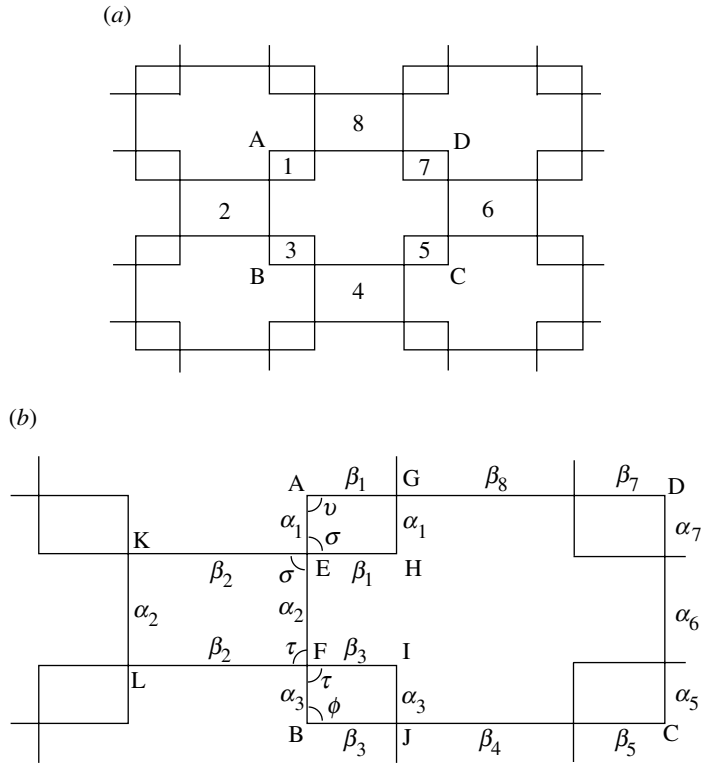 (a)
8
A D
1 7
2 6
3 5
B C
4
(b)
A β₁ G β₈ β₇ D
α₁ υ α₁ α₇
K σ
β₂ σ E β₁ H
α₂ α₂ α₆
β₂ τ F β₃ I
L α₃ τ α₃ α₅
φ
B β₃ J β₄ β₅ C